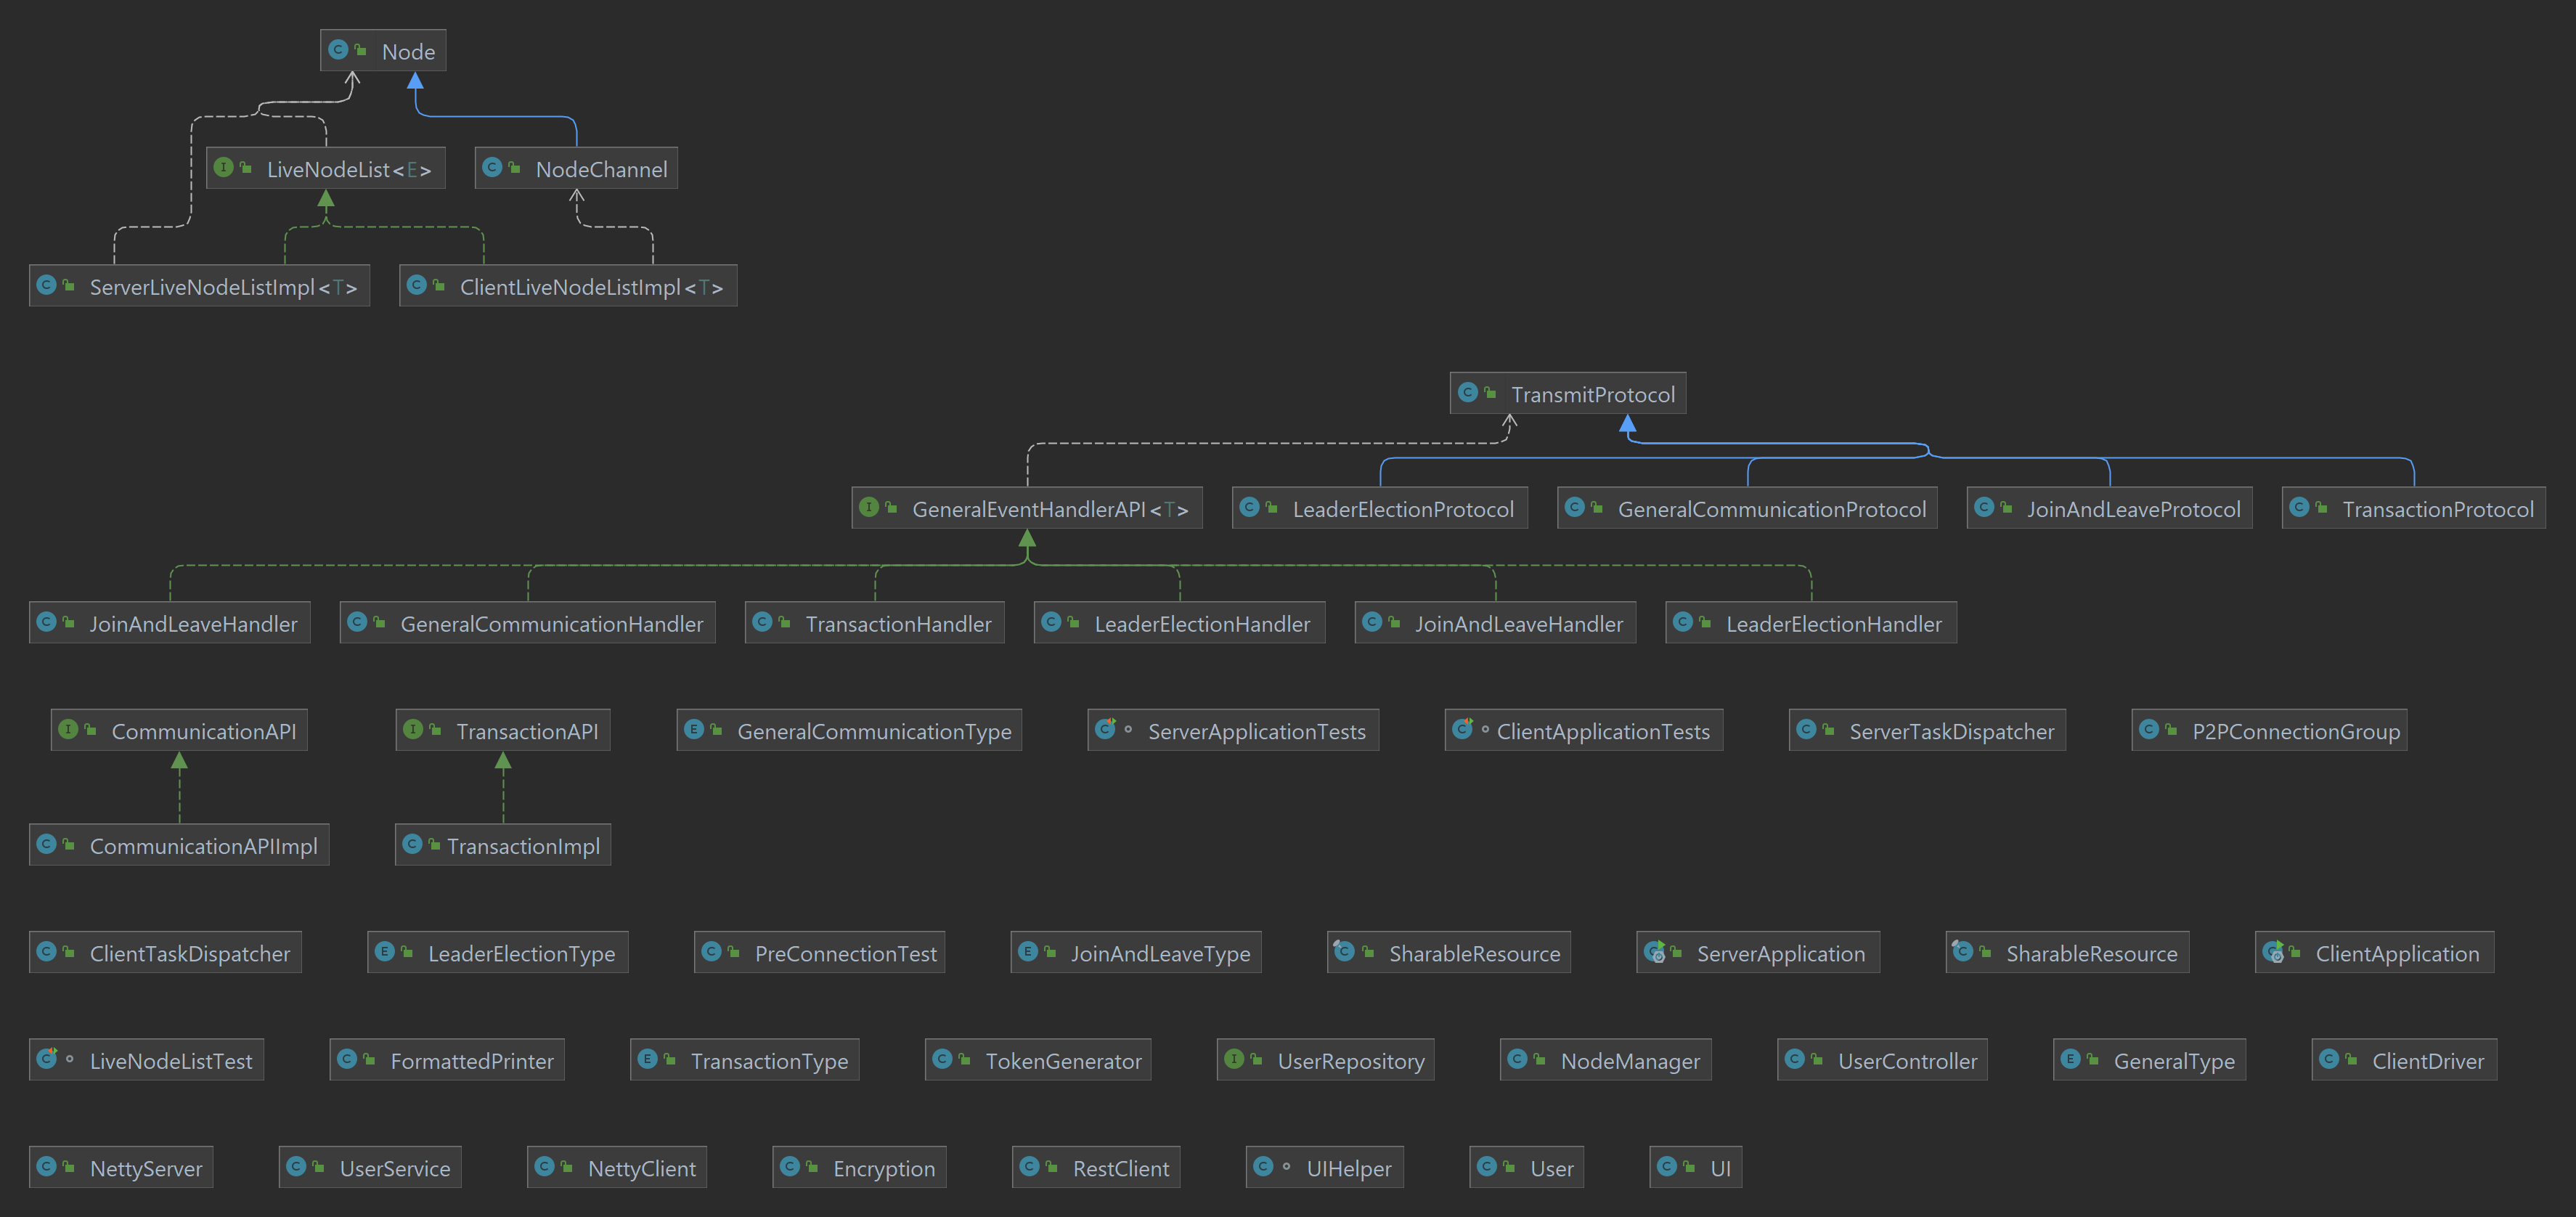 Node
LiveNodeList<E>
NodeChannel
ServerLiveNodeListImpl<T>
ClientLiveNodeListImpl<T>
TransmitProtocol
GeneralEventHandlerAPI<T>
LeaderElectionProtocol
GeneralCommunicationProtocol
JoinAndLeaveProtocol
TransactionProtocol
JoinAndLeaveHandler
GeneralCommunicationHandler
TransactionHandler
LeaderElectionHandler
JoinAndLeaveHandler
LeaderElectionHandler
CommunicationAPI
TransactionAPI
GeneralCommunicationType
ServerApplicationTests
ClientApplicationTests
ServerTaskDispatcher
P2PConnectionGroup
CommunicationAPIImpl
TransactionImpl
ClientTaskDispatcher
LeaderElectionType
PreConnectionTest
JoinAndLeaveType
SharableResource
ServerApplication
SharableResource
ClientApplication
LiveNodeListTest
FormattedPrinter
TransactionType
TokenGenerator
UserRepository
NodeManager
UserController
GeneralType
ClientDriver
NettyServer
UserService
NettyClient
Encryption
RestClient
UIHelper
User
UI